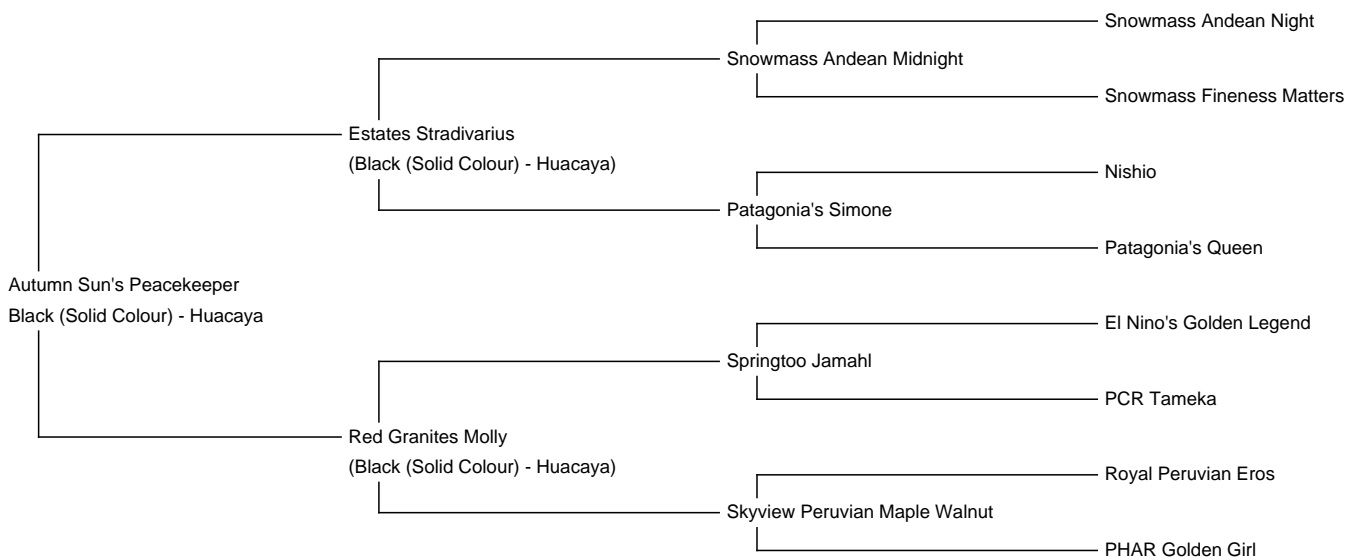 Snowmass Andean Night
Snowmass Andean Midnight
Snowmass Fineness Matters
Estates Stradivarius
(Black (Solid Colour) - Huacaya)
Nishio
Patagonia's Simone
Patagonia's Queen
Autumn Sun's Peacekeeper
Black (Solid Colour) - Huacaya
El Nino's Golden Legend
Springtoo Jamahl
PCR Tameka
Red Granites Molly
(Black (Solid Colour) - Huacaya)
Royal Peruvian Eros
Skyview Peruvian Maple Walnut
PHAR Golden Girl